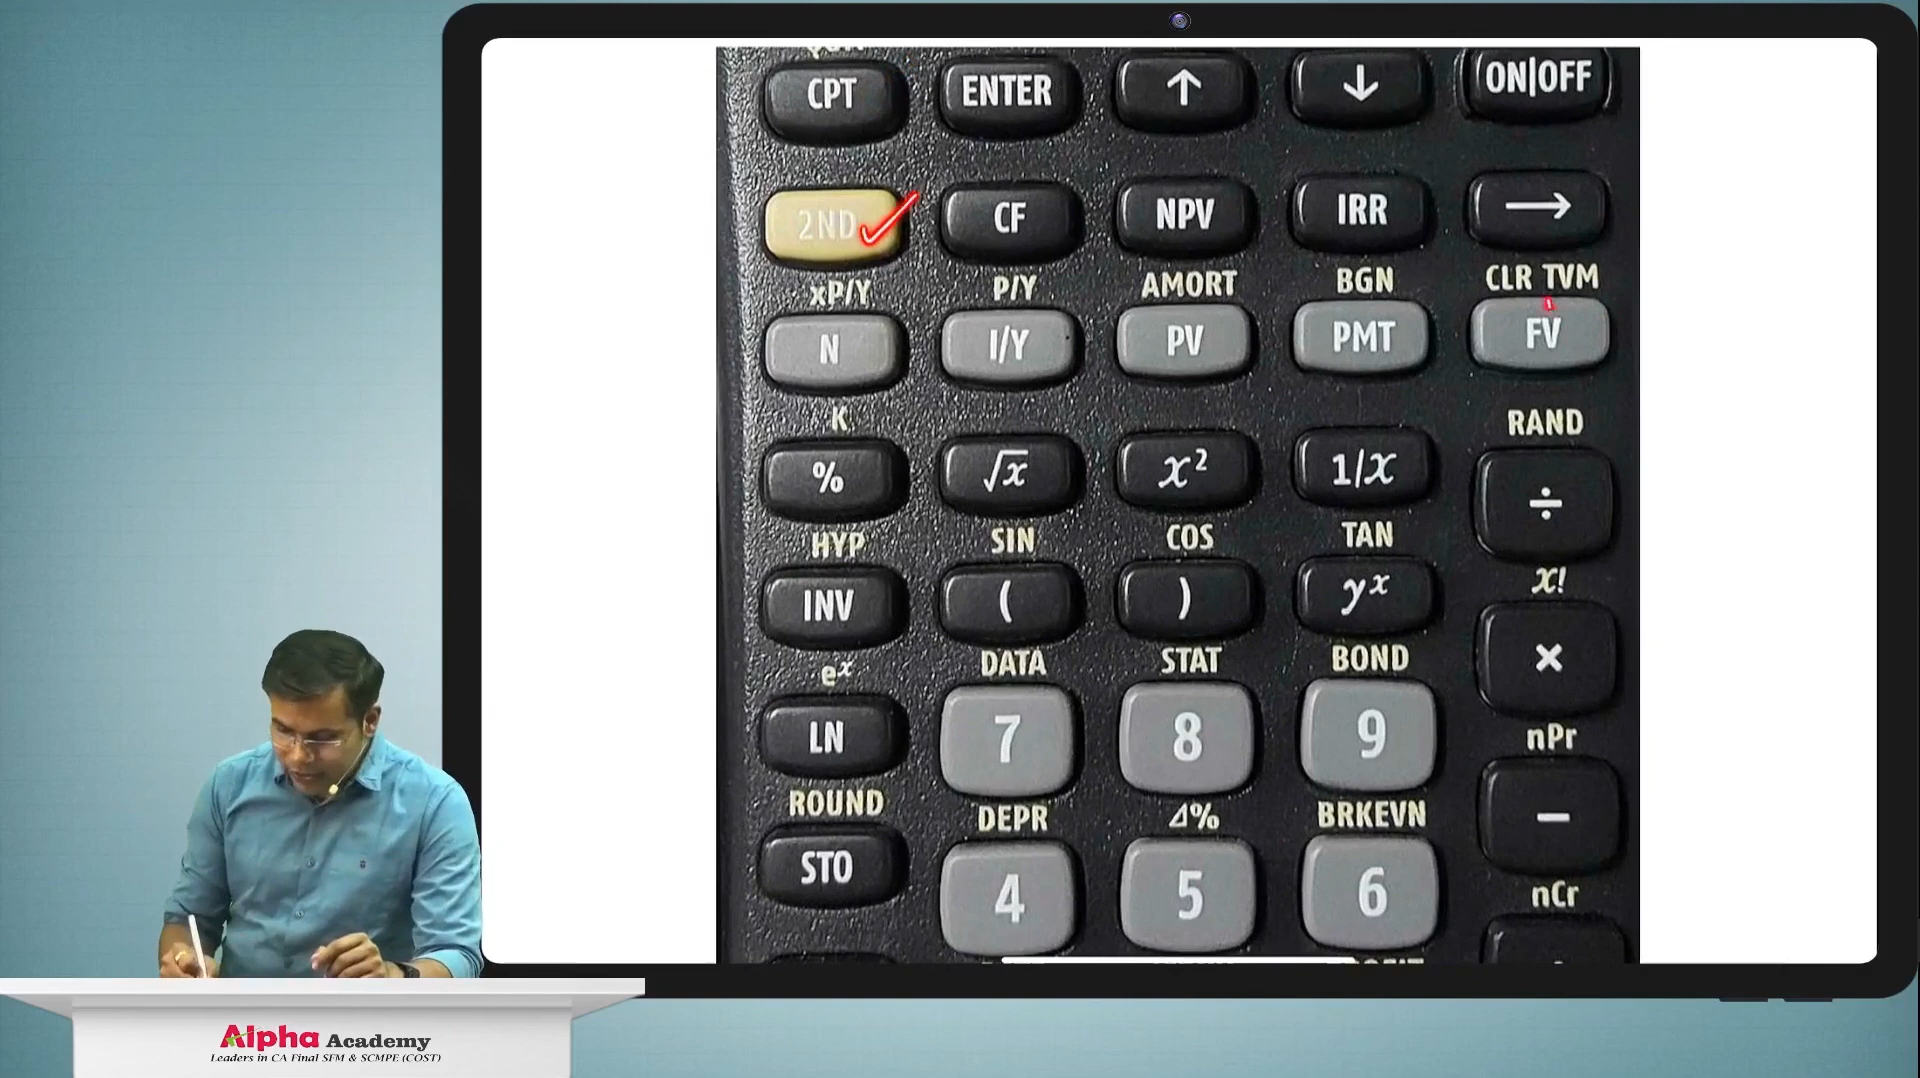 CPT ENTER ↑ ↓ ON|OFF
2ND CF NPV IRR →
xP/Y P/Y AMORT BGN CLR TVM
N I/Y PV PMT FV
K RAND
% √x x² 1/x ÷
HYP SIN COS TAN x!
INV ( ) yˣ ×
eˣ DATA STAT BOND nPr
LN 7 8 9 −
ROUND DEPR Δ% BRKEVN nCr
STO 4 5 6
Alpha Academy
Leaders in CA Final SFM & SCMPE (COST)